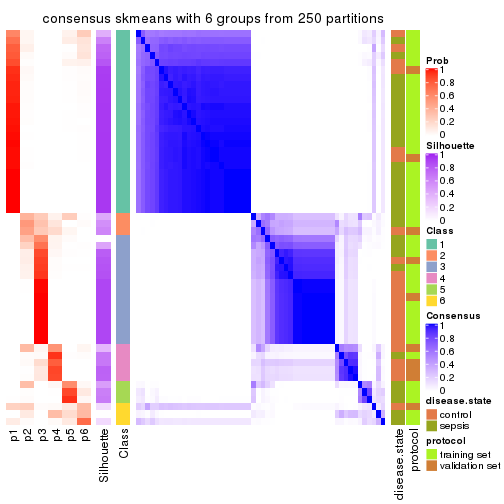 consensus skmeans with 6 groups from 250 partitions
Prob
1
0.8
0.6
0.4
0.2
0
Silhouette
1
0.8
0.6
0.4
0.2
0
Class
1
2
3
4
5
6
Consensus
1
0.8
0.6
0.4
0.2
0
disease.state
control
sepsis
protocol
training set
validation set
p1
p2
p3
p4
p5
p6
Silhouette
Class
disease.state
protocol